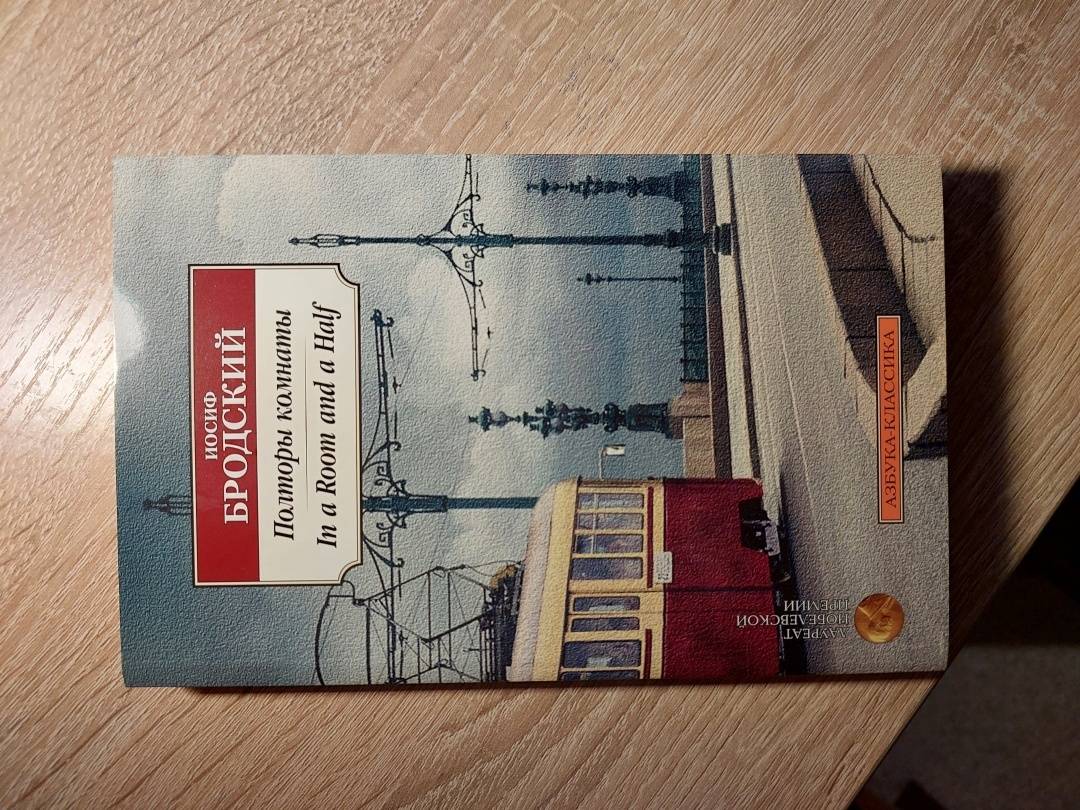 ИОСИФ
БРОДСКИЙ
Полторы комнаты
In a Room and a Half
ЛАУРЕАТ
НОБЕЛЕВСКОЙ
ПРЕМИИ
АЗБУКА-КЛАССИКА